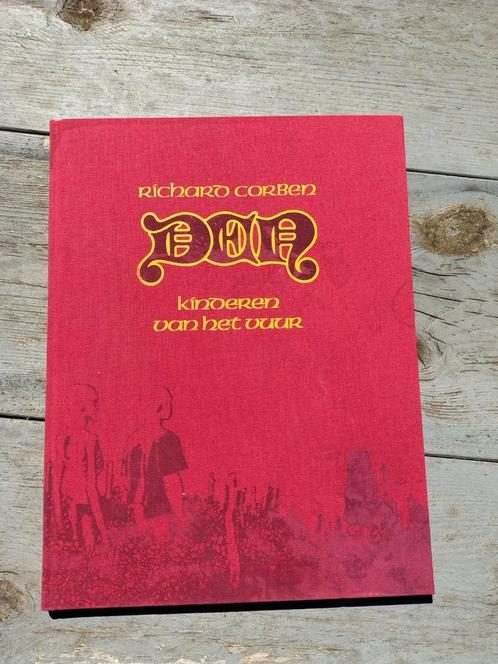 Richard Corben
DEN
kinderen
van het vuur